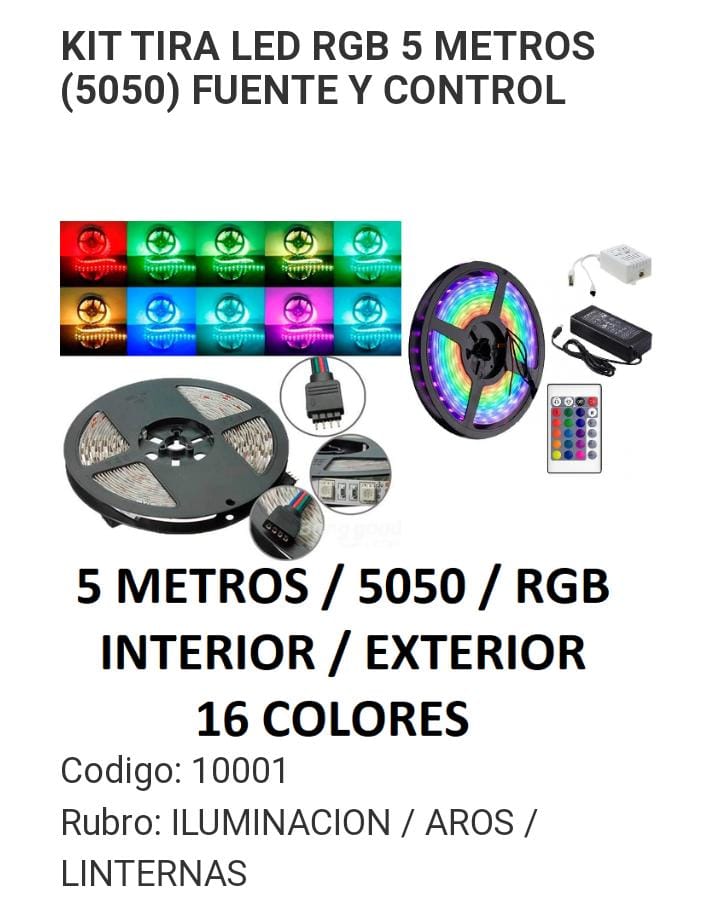 KIT TIRA LED RGB 5 METROS
(5050) FUENTE Y CONTROL
5 METROS / 5050 / RGB
INTERIOR / EXTERIOR
16 COLORES
Codigo: 10001
Rubro: ILUMINACION / AROS /
LINTERNAS